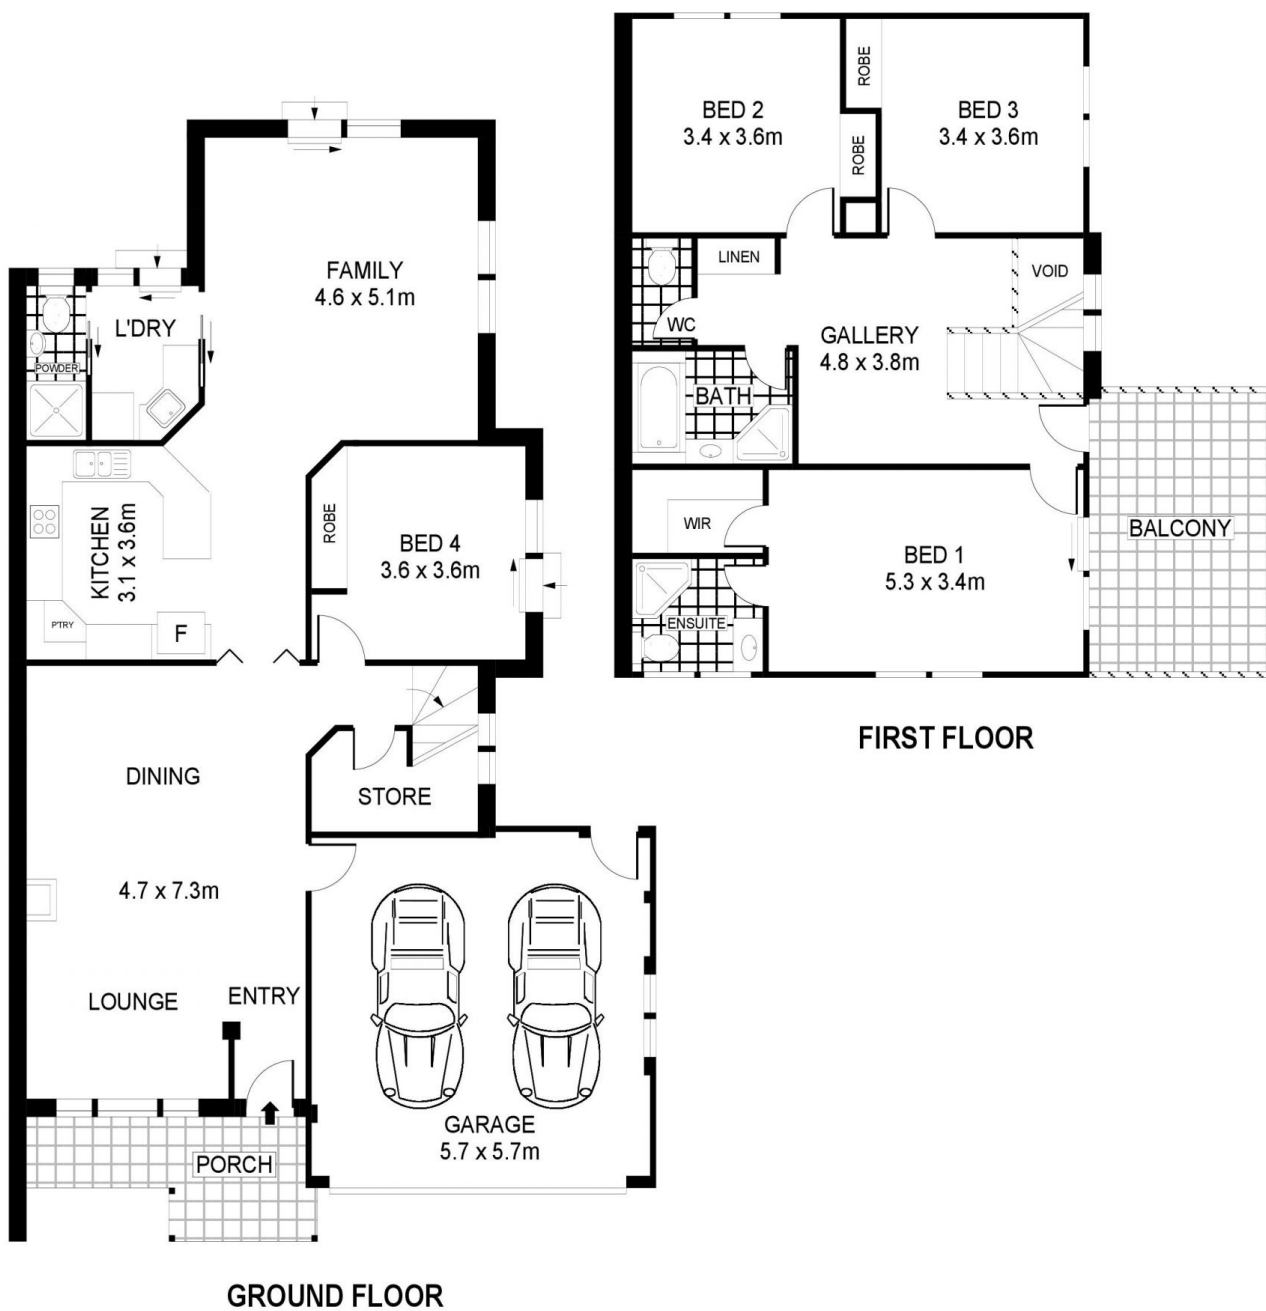 FAMILY
4.6 x 5.1m
L'DRY
POWDER
KITCHEN
3.1 x 3.6m
ROBE
BED 4
3.6 x 3.6m
P'TRY
F
DINING
STORE
4.7 x 7.3m
LOUNGE
ENTRY
GARAGE
5.7 x 5.7m
PORCH
GROUND FLOOR
BED 2
3.4 x 3.6m
ROBE
ROBE
BED 3
3.4 x 3.6m
LINEN
VOID
WC
GALLERY
4.8 x 3.8m
BATH
WIR
BED 1
5.3 x 3.4m
BALCONY
ENSUITE
FIRST FLOOR